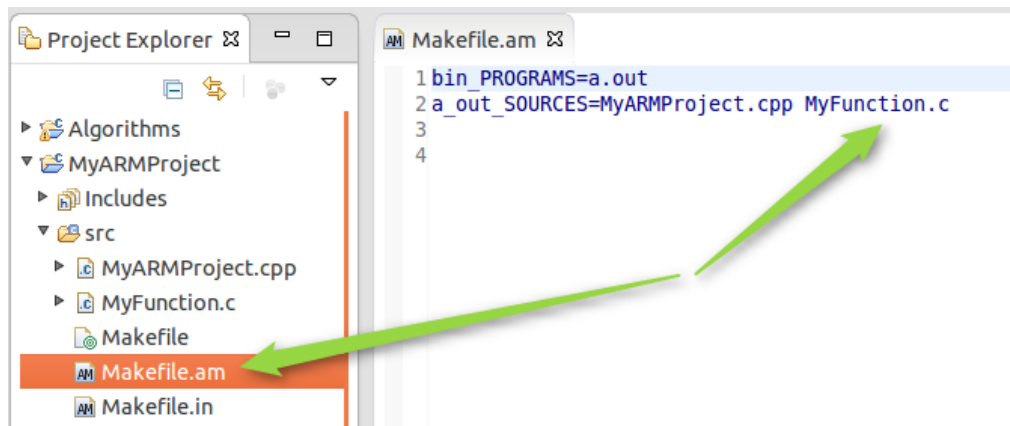 Project Explorer
Makefile.am
1 bin_PROGRAMS=a.out
2 a_out_SOURCES=MyARMProject.cpp MyFunction.c
3
4
Algorithms
MyARMProject
Includes
src
MyARMProject.cpp
MyFunction.c
Makefile
Makefile.am
Makefile.in